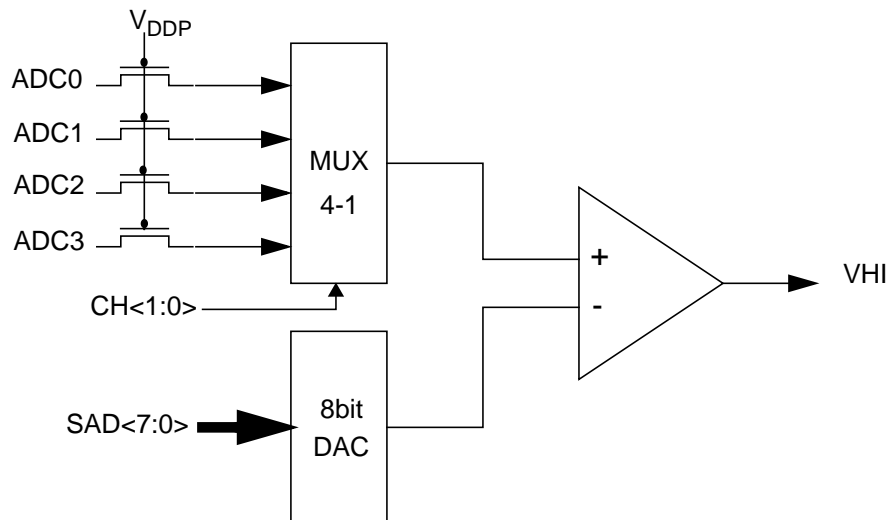 VDDP
ADC0
ADC1
ADC2
ADC3
MUX
4-1
CH<1:0>
+
-
VHI
SAD<7:0>
8bit
DAC